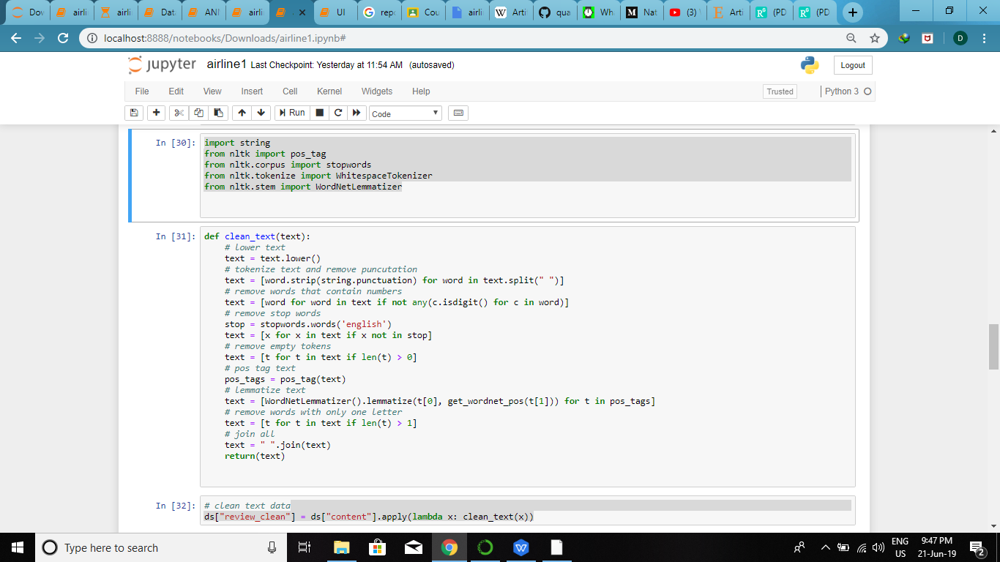 Dow airli airli Data ANN airli UI repo Cou airli Arti qua Wh Nat (3) Arti (PD (PD
localhost:8888/notebooks/Downloads/airline1.ipynb# D
jupyter airline1 Last Checkpoint: Yesterday at 11:54 AM (autosaved) Logout
File Edit View Insert Cell Kernel Widgets Help Trusted Python 3
Run Code
In [30]: import string
from nltk import pos_tag
from nltk.corpus import stopwords
from nltk.tokenize import WhitespaceTokenizer
from nltk.stem import WordNetLemmatizer
In [31]: def clean_text(text):
# lower text
text = text.lower()
# tokenize text and remove puncutation
text = [word.strip(string.punctuation) for word in text.split(" ")]
# remove words that contain numbers
text = [word for word in text if not any(c.isdigit() for c in word)]
# remove stop words
stop = stopwords.words('english')
text = [x for x in text if x not in stop]
# remove empty tokens
text = [t for t in text if len(t) > 0]
# pos tag text
pos_tags = pos_tag(text)
# lemmatize text
text = [WordNetLemmatizer().lemmatize(t[0], get_wordnet_pos(t[1])) for t in pos_tags]
# remove words with only one letter
text = [t for t in text if len(t) > 1]
# join all
text = " ".join(text)
return(text)
In [32]: # clean text data
ds["review_clean"] = ds["content"].apply(lambda x: clean_text(x))
Type here to search
ENG 9:47 PM
US 21-Jun-19 2